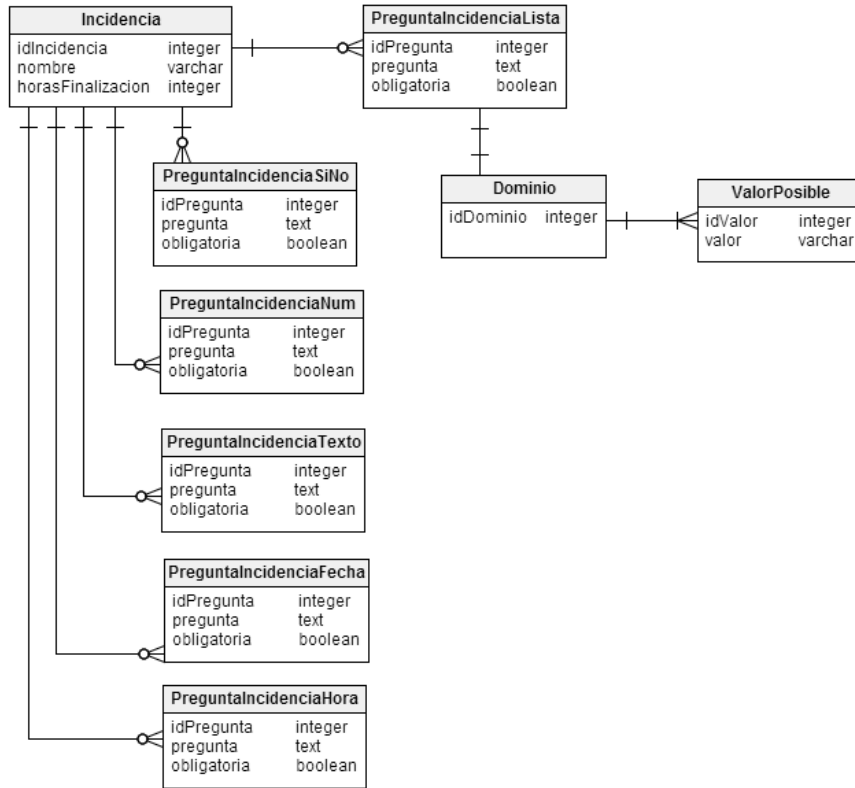 Incidencia
idIncidencia integer
nombre varchar
horasFinalizacion integer
PreguntaIncidenciaLista
idPregunta integer
pregunta text
obligatoria boolean
PreguntaIncidenciaSiNo
idPregunta integer
pregunta text
obligatoria boolean
Dominio
idDominio integer
ValorPosible
idValor integer
valor varchar
PreguntaIncidenciaNum
idPregunta integer
pregunta text
obligatoria boolean
PreguntaIncidenciaTexto
idPregunta integer
pregunta text
obligatoria boolean
PreguntaIncidenciaFecha
idPregunta integer
pregunta text
obligatoria boolean
PreguntaIncidenciaHora
idPregunta integer
pregunta text
obligatoria boolean